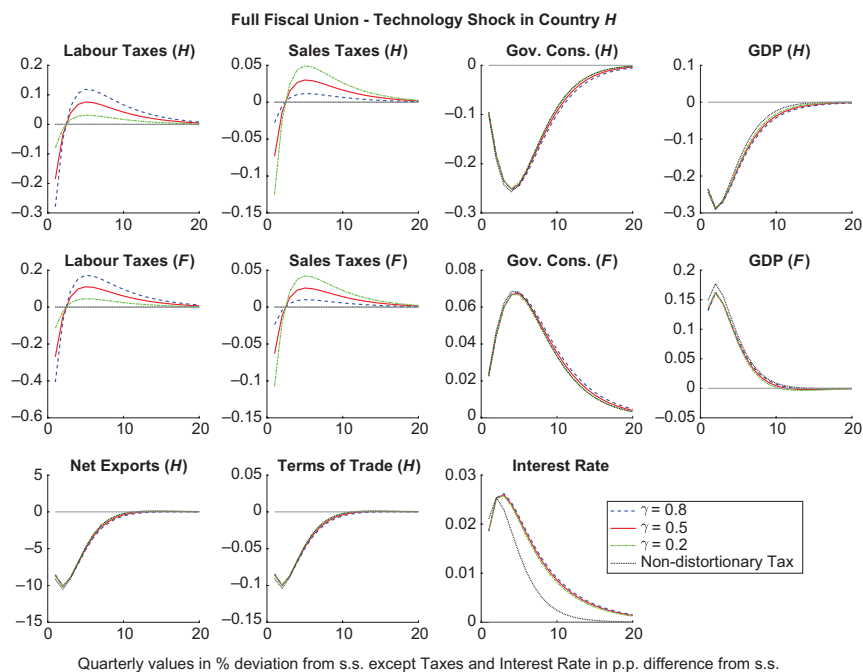 Full Fiscal Union - Technology Shock in Country H
Labour Taxes (H)
0.2
0.1
0
−0.1
−0.2
−0.3
0 10 20
Sales Taxes (H)
0.05
0
−0.05
−0.1
−0.15
0 10 20
Gov. Cons. (H)
0
−0.1
−0.2
−0.3
0 10 20
GDP (H)
0.1
0
−0.1
−0.2
−0.3
0 10 20
Labour Taxes (F)
0.2
0
−0.2
−0.4
−0.6
0 10 20
Sales Taxes (F)
0.05
0
−0.05
−0.1
−0.15
0 10 20
Gov. Cons. (F)
0.08
0.06
0.04
0.02
0
0 10 20
GDP (F)
0.2
0.15
0.1
0.05
0
−0.05
0 10 20
Net Exports (H)
5
0
−5
−10
−15
0 10 20
Terms of Trade (H)
0.05
0
−0.05
−0.1
−0.15
0 10 20
Interest Rate
0.03
0.02
0.01
0
0 10 20
γ = 0.8
γ = 0.5
γ = 0.2
Non-distortionary Tax
Quarterly values in % deviation from s.s. except Taxes and Interest Rate in p.p. difference from s.s.